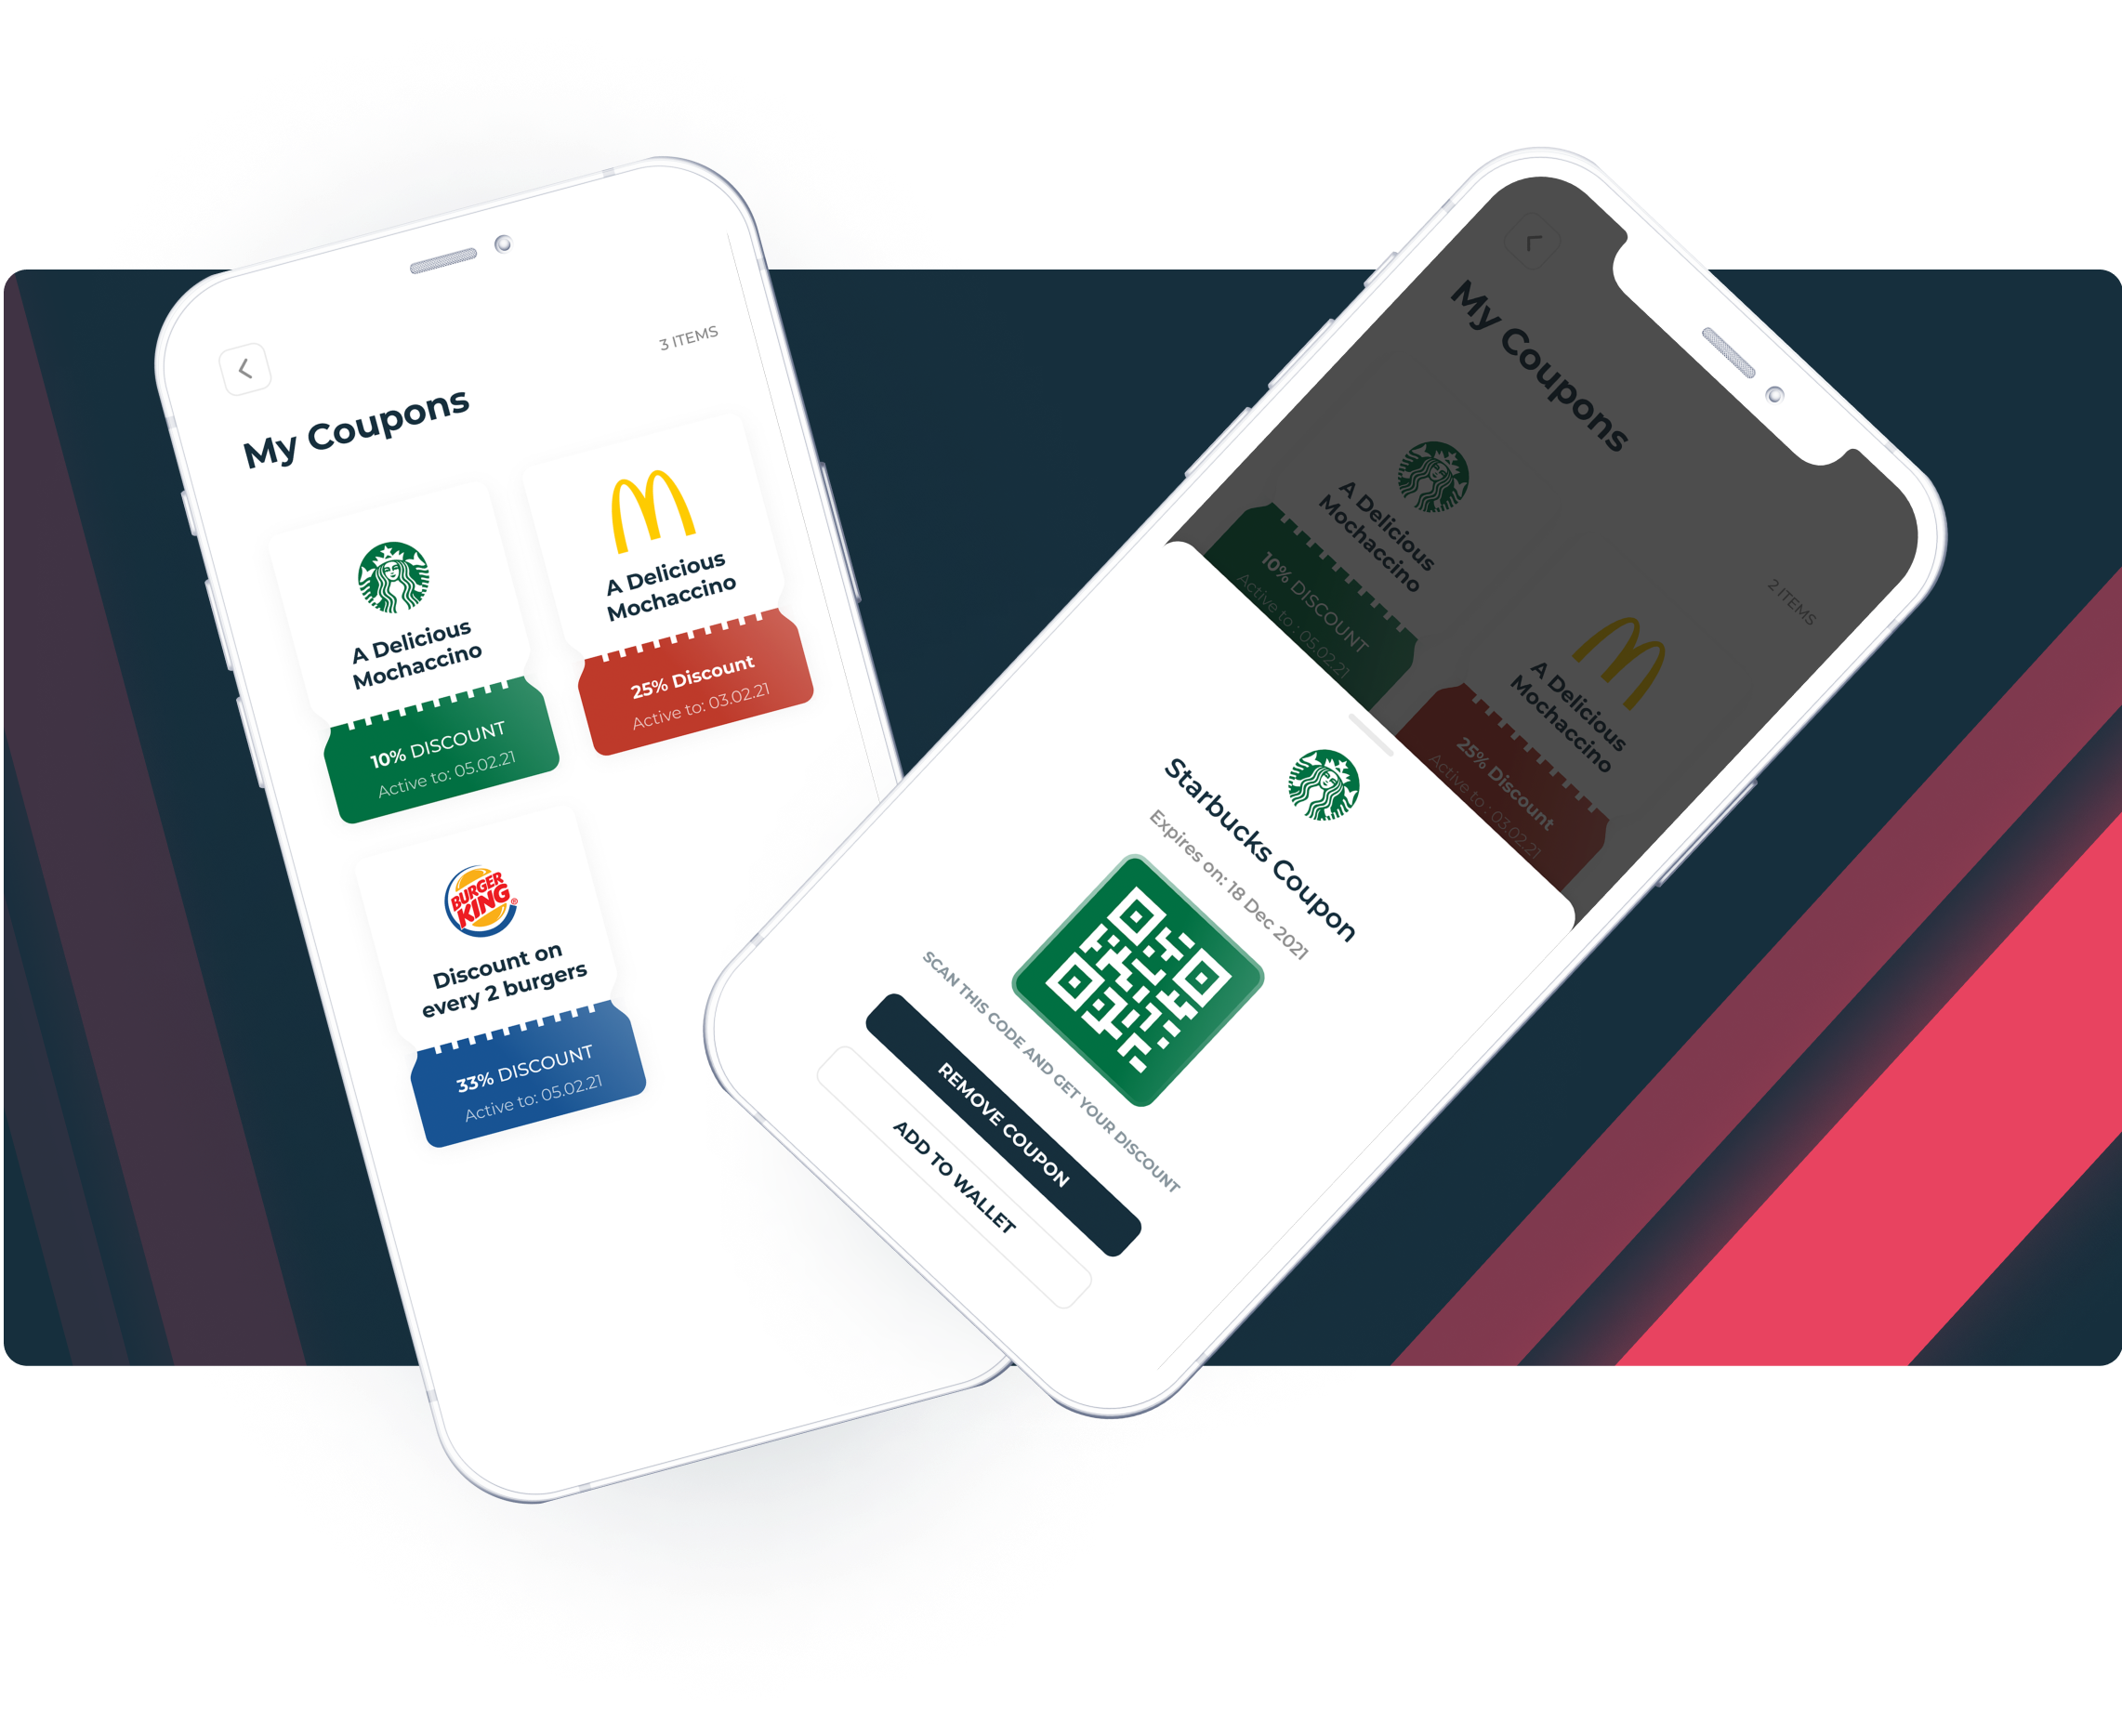 3 ITEMS
My Coupons
A Delicious
Mochaccino
10% DISCOUNT
Active to: 05.02.21
A Delicious
Mochaccino
25% Discount
Active to: 03.02.21
BURGER
KING®
Discount on
every 2 burgers
33% DISCOUNT
Active to: 05.02.21
My Coupons
2 ITEMS
A Delicious
Mochaccino
10% DISCOUNT
Active to : 05.02.21
A Delicious
Mochaccino
25% Discount
Active to : 03.02.21
Starbucks Coupon
Expires on: 18 Dec 2021
SCAN THIS CODE AND GET YOUR DISCOUNT
REMOVE COUPON
ADD TO WALLET